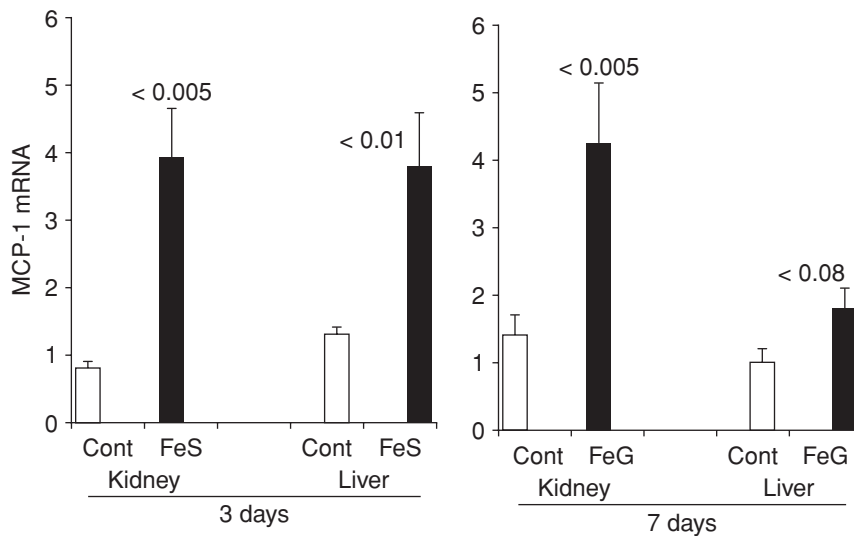 MCP-1 mRNA
6
5
4
3
2
1
0
< 0.005
< 0.01
Cont FeS Cont FeS
Kidney Liver
3 days
6
5
4
3
2
1
0
< 0.005
< 0.08
Cont FeG Cont FeG
Kidney Liver
7 days